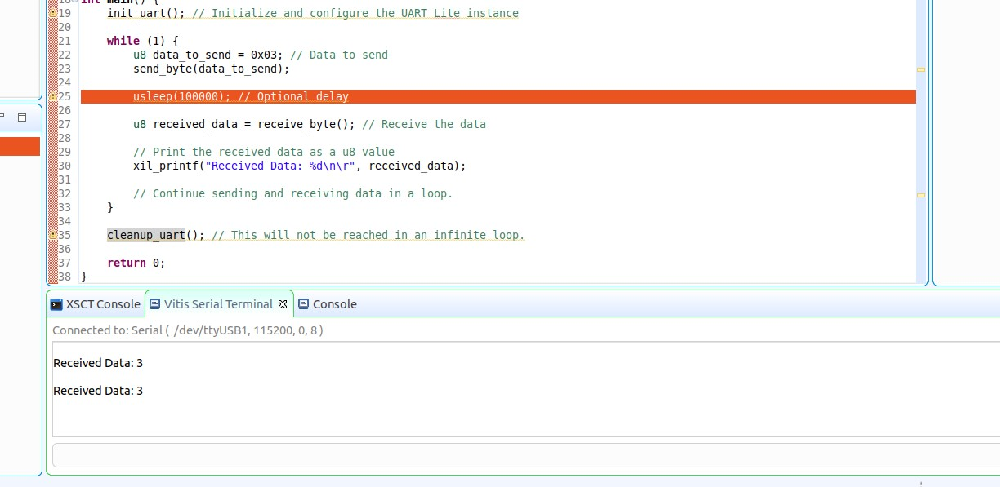 18 int main() {
19 init_uart(); // Initialize and configure the UART Lite instance
20
21 while (1) {
22 u8 data_to_send = 0x03; // Data to send
23 send_byte(data_to_send);
24
25 usleep(100000); // Optional delay
26
27 u8 received_data = receive_byte(); // Receive the data
28
29 // Print the received data as a u8 value
30 xil_printf("Received Data: %d\n\r", received_data);
31
32 // Continue sending and receiving data in a loop.
33 }
34
35 cleanup_uart(); // This will not be reached in an infinite loop.
36
37 return 0;
38 }
XSCT Console Vitis Serial Terminal Console
Connected to: Serial ( /dev/ttyUSB1, 115200, 0, 8 )
Received Data: 3
Received Data: 3